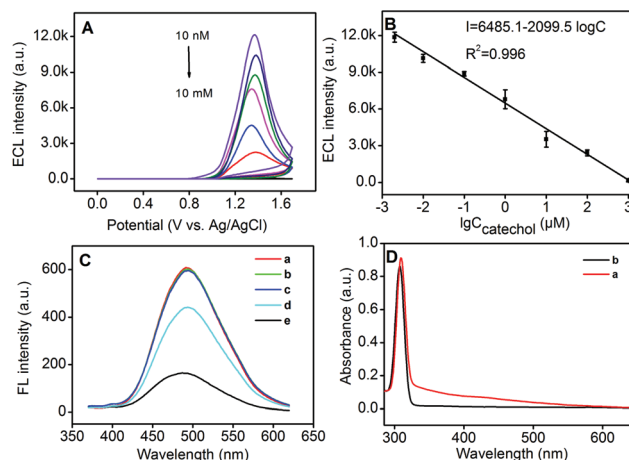 A
10 nM
10 mM
ECL intensity (a.u.)
12.0k
9.0k
6.0k
3.0k
0.0
0.0 0.4 0.8 1.2 1.6
Potential (V vs. Ag/AgCl)
B
I=6485.1-2099.5 logC
R²=0.996
ECL intensity (a.u.)
12.0k
9.0k
6.0k
3.0k
0.0
-3 -2 -1 0 1 2 3
lgCcatechol (µM)
C
a
b
c
d
e
FL intensity (a.u.)
600
400
200
0
350 400 450 500 550 600 650
Wavelength (nm)
D
b
a
Absorbance (a.u.)
1.0
0.8
0.6
0.4
0.2
0.0
300 400 500 600
Wavelength (nm)